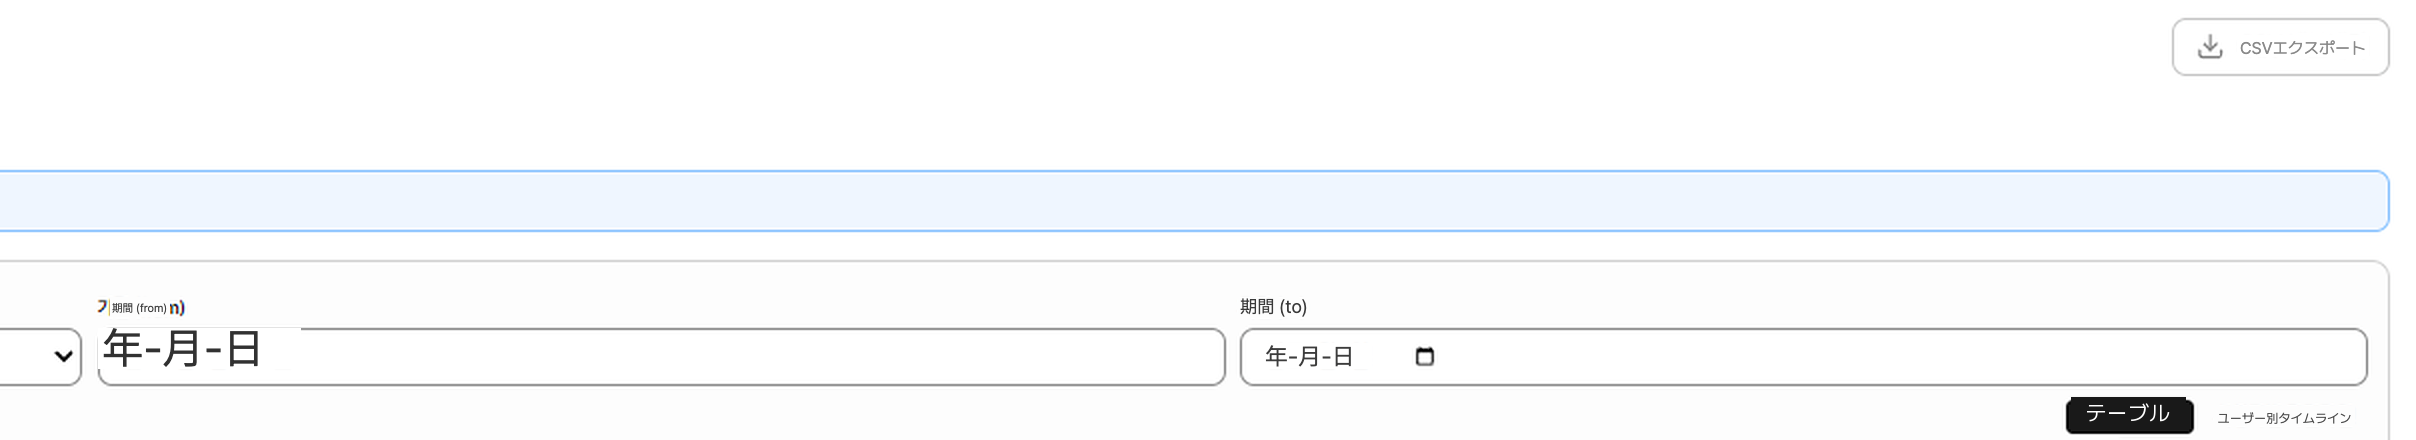 CSVエクスポート
期間 (from) n)
期間 (to)
年-月-日
年-月-日
テーブル
ユーザー別タイムライン